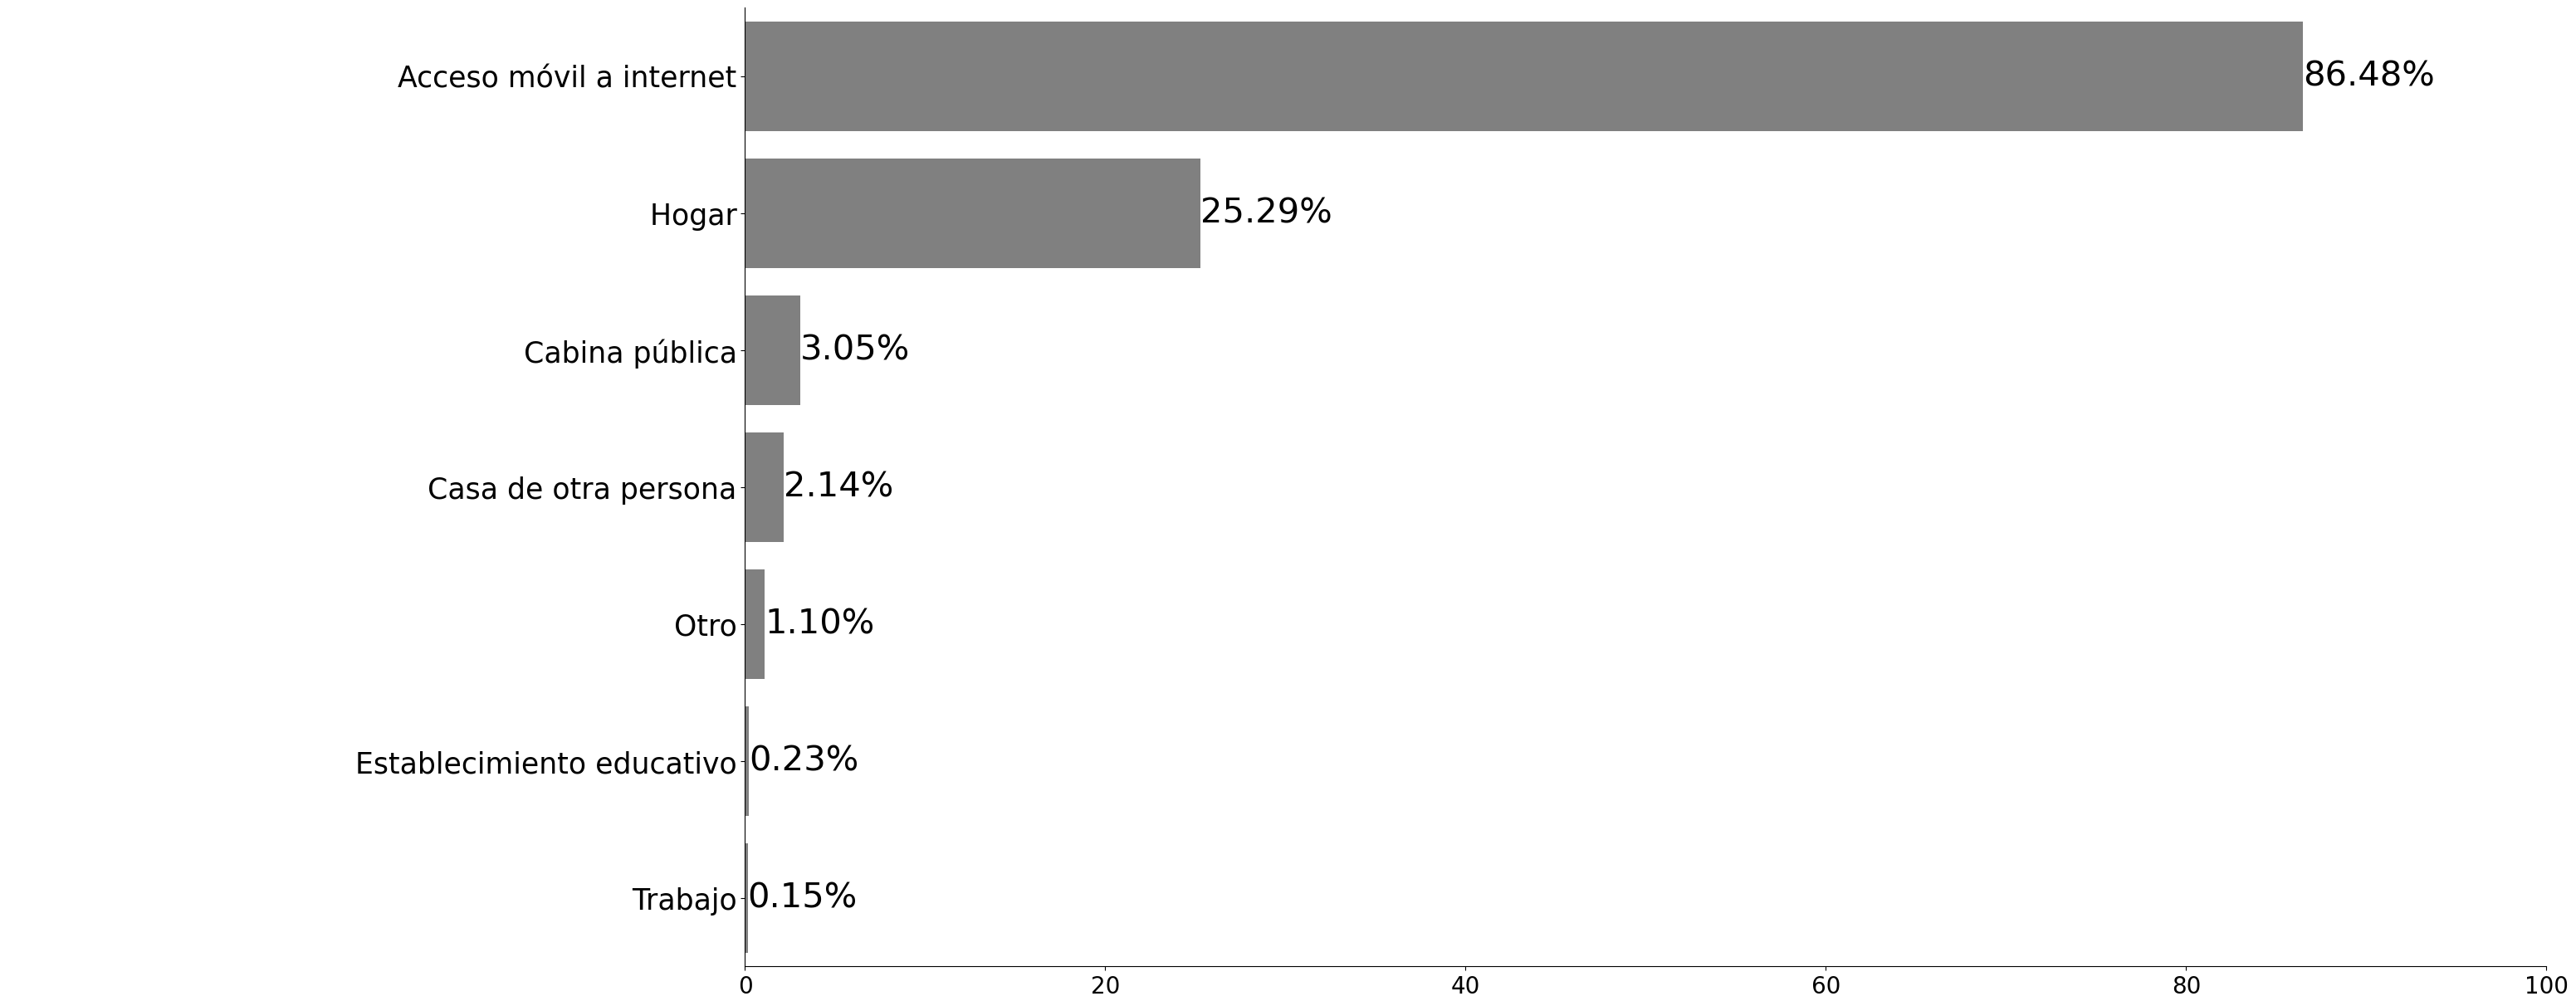 Acceso móvil a internet 86.48%
Hogar 25.29%
Cabina pública 3.05%
Casa de otra persona 2.14%
Otro 1.10%
Establecimiento educativo 0.23%
Trabajo 0.15%
0 20 40 60 80 100